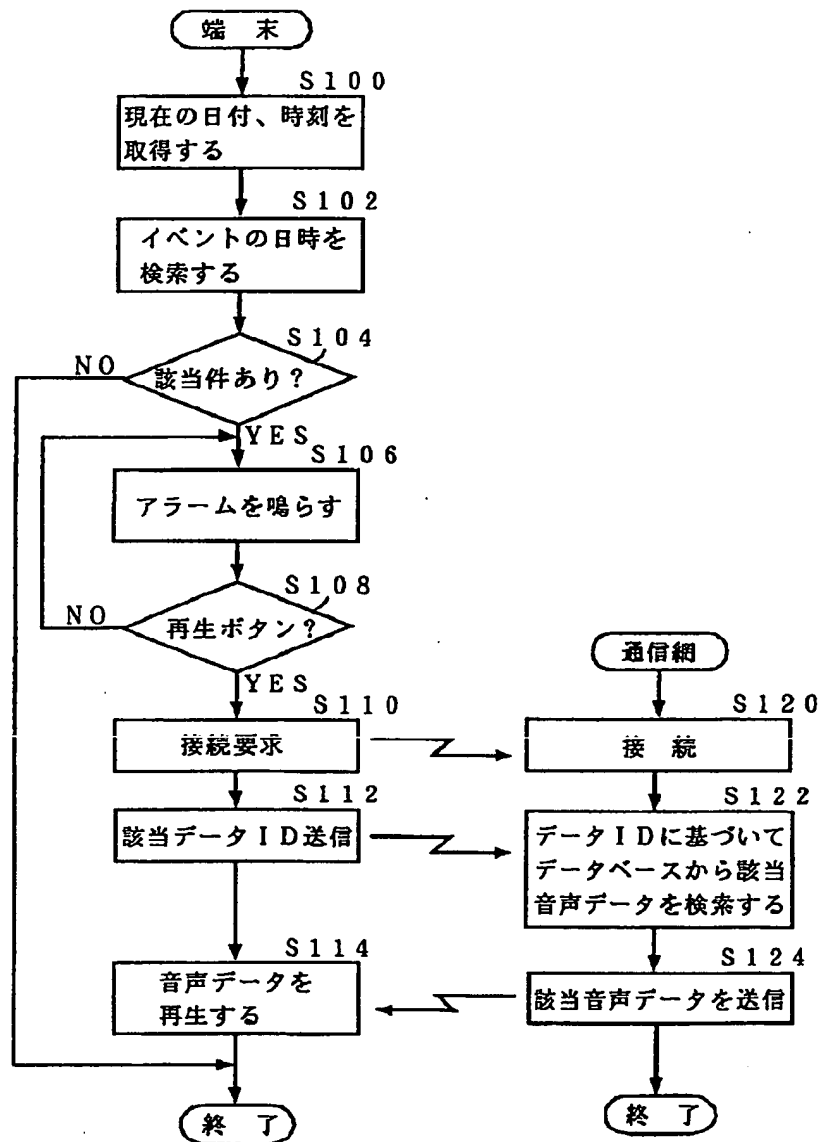 端 末
S100
現在の日付、時刻を
取得する
S102
イベントの日時を
検索する
S104
NO
該当件あり?
YES
S106
アラームを鳴らす
S108
NO
再生ボタン?
YES
S110
接続要求
S112
該当データID送信
S114
音声データを
再生する
終 了
通信網
S120
接 続
S122
データIDに基づいて
データベースから該当
音声データを検索する
S124
該当音声データを送信
終 了